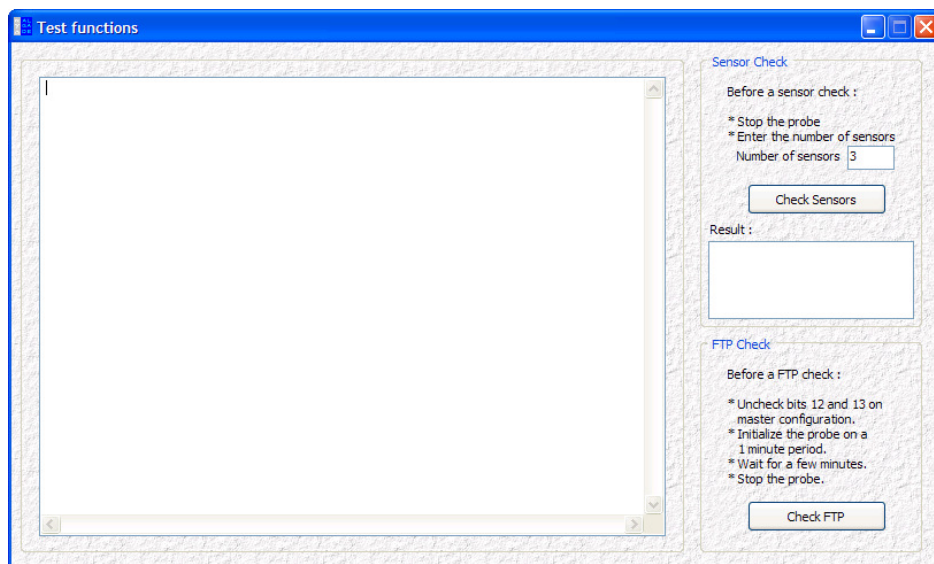 Test functions
Sensor Check
Before a sensor check :
* Stop the probe
* Enter the number of sensors
Number of sensors 3
Check Sensors
Result :
FTP Check
Before a FTP check :
* Uncheck bits 12 and 13 on
master configuration.
* Initialize the probe on a
1 minute period.
* Wait for a few minutes.
* Stop the probe.
Check FTP